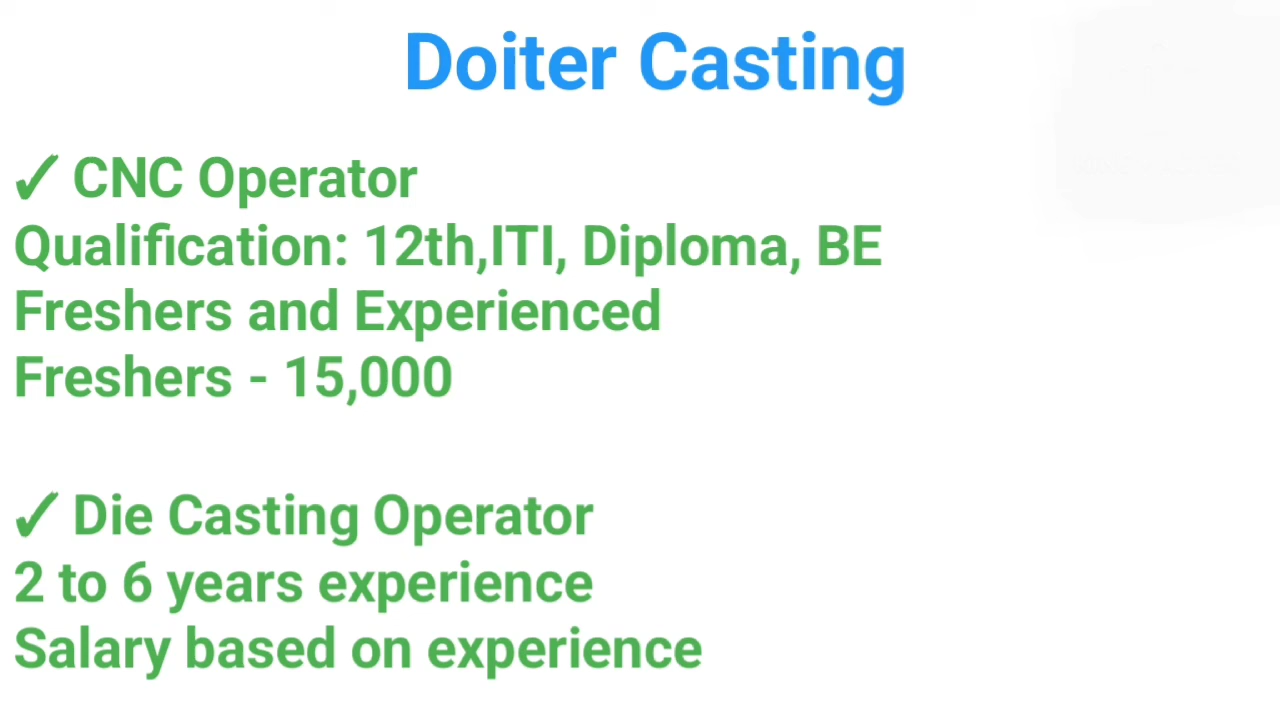 Doiter Casting
✓ CNC Operator
Qualification: 12th,ITI, Diploma, BE
Freshers and Experienced
Freshers - 15,000
✓ Die Casting Operator
2 to 6 years experience
Salary based on experience